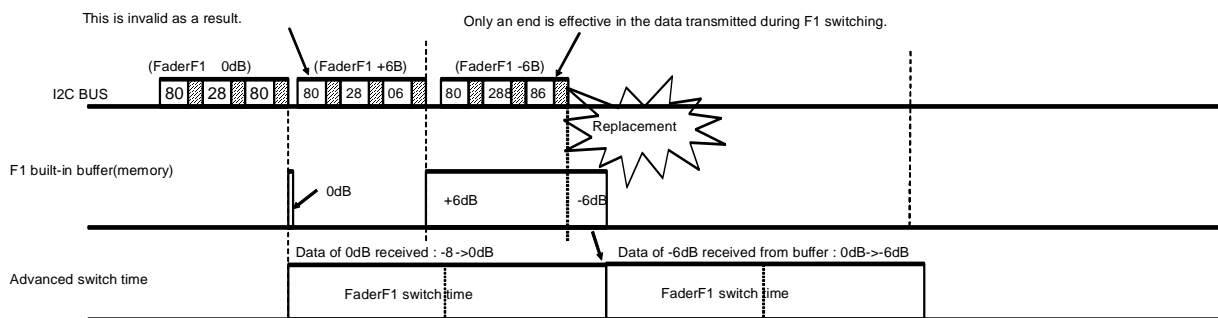 This is invalid as a result.
Only an end is effective in the data transmitted during F1 switching.
(FaderF1 0dB)
(FaderF1 +6B)
(FaderF1 -6B)
I2C BUS
80 28 80
80 28 06
80 288 86
Replacement
F1 built-in buffer(memory)
0dB
+6dB
-6dB
Data of 0dB received : -8->0dB
Data of -6dB received from buffer : 0dB->-6dB
Advanced switch time
FaderF1 switch time
FaderF1 switch time